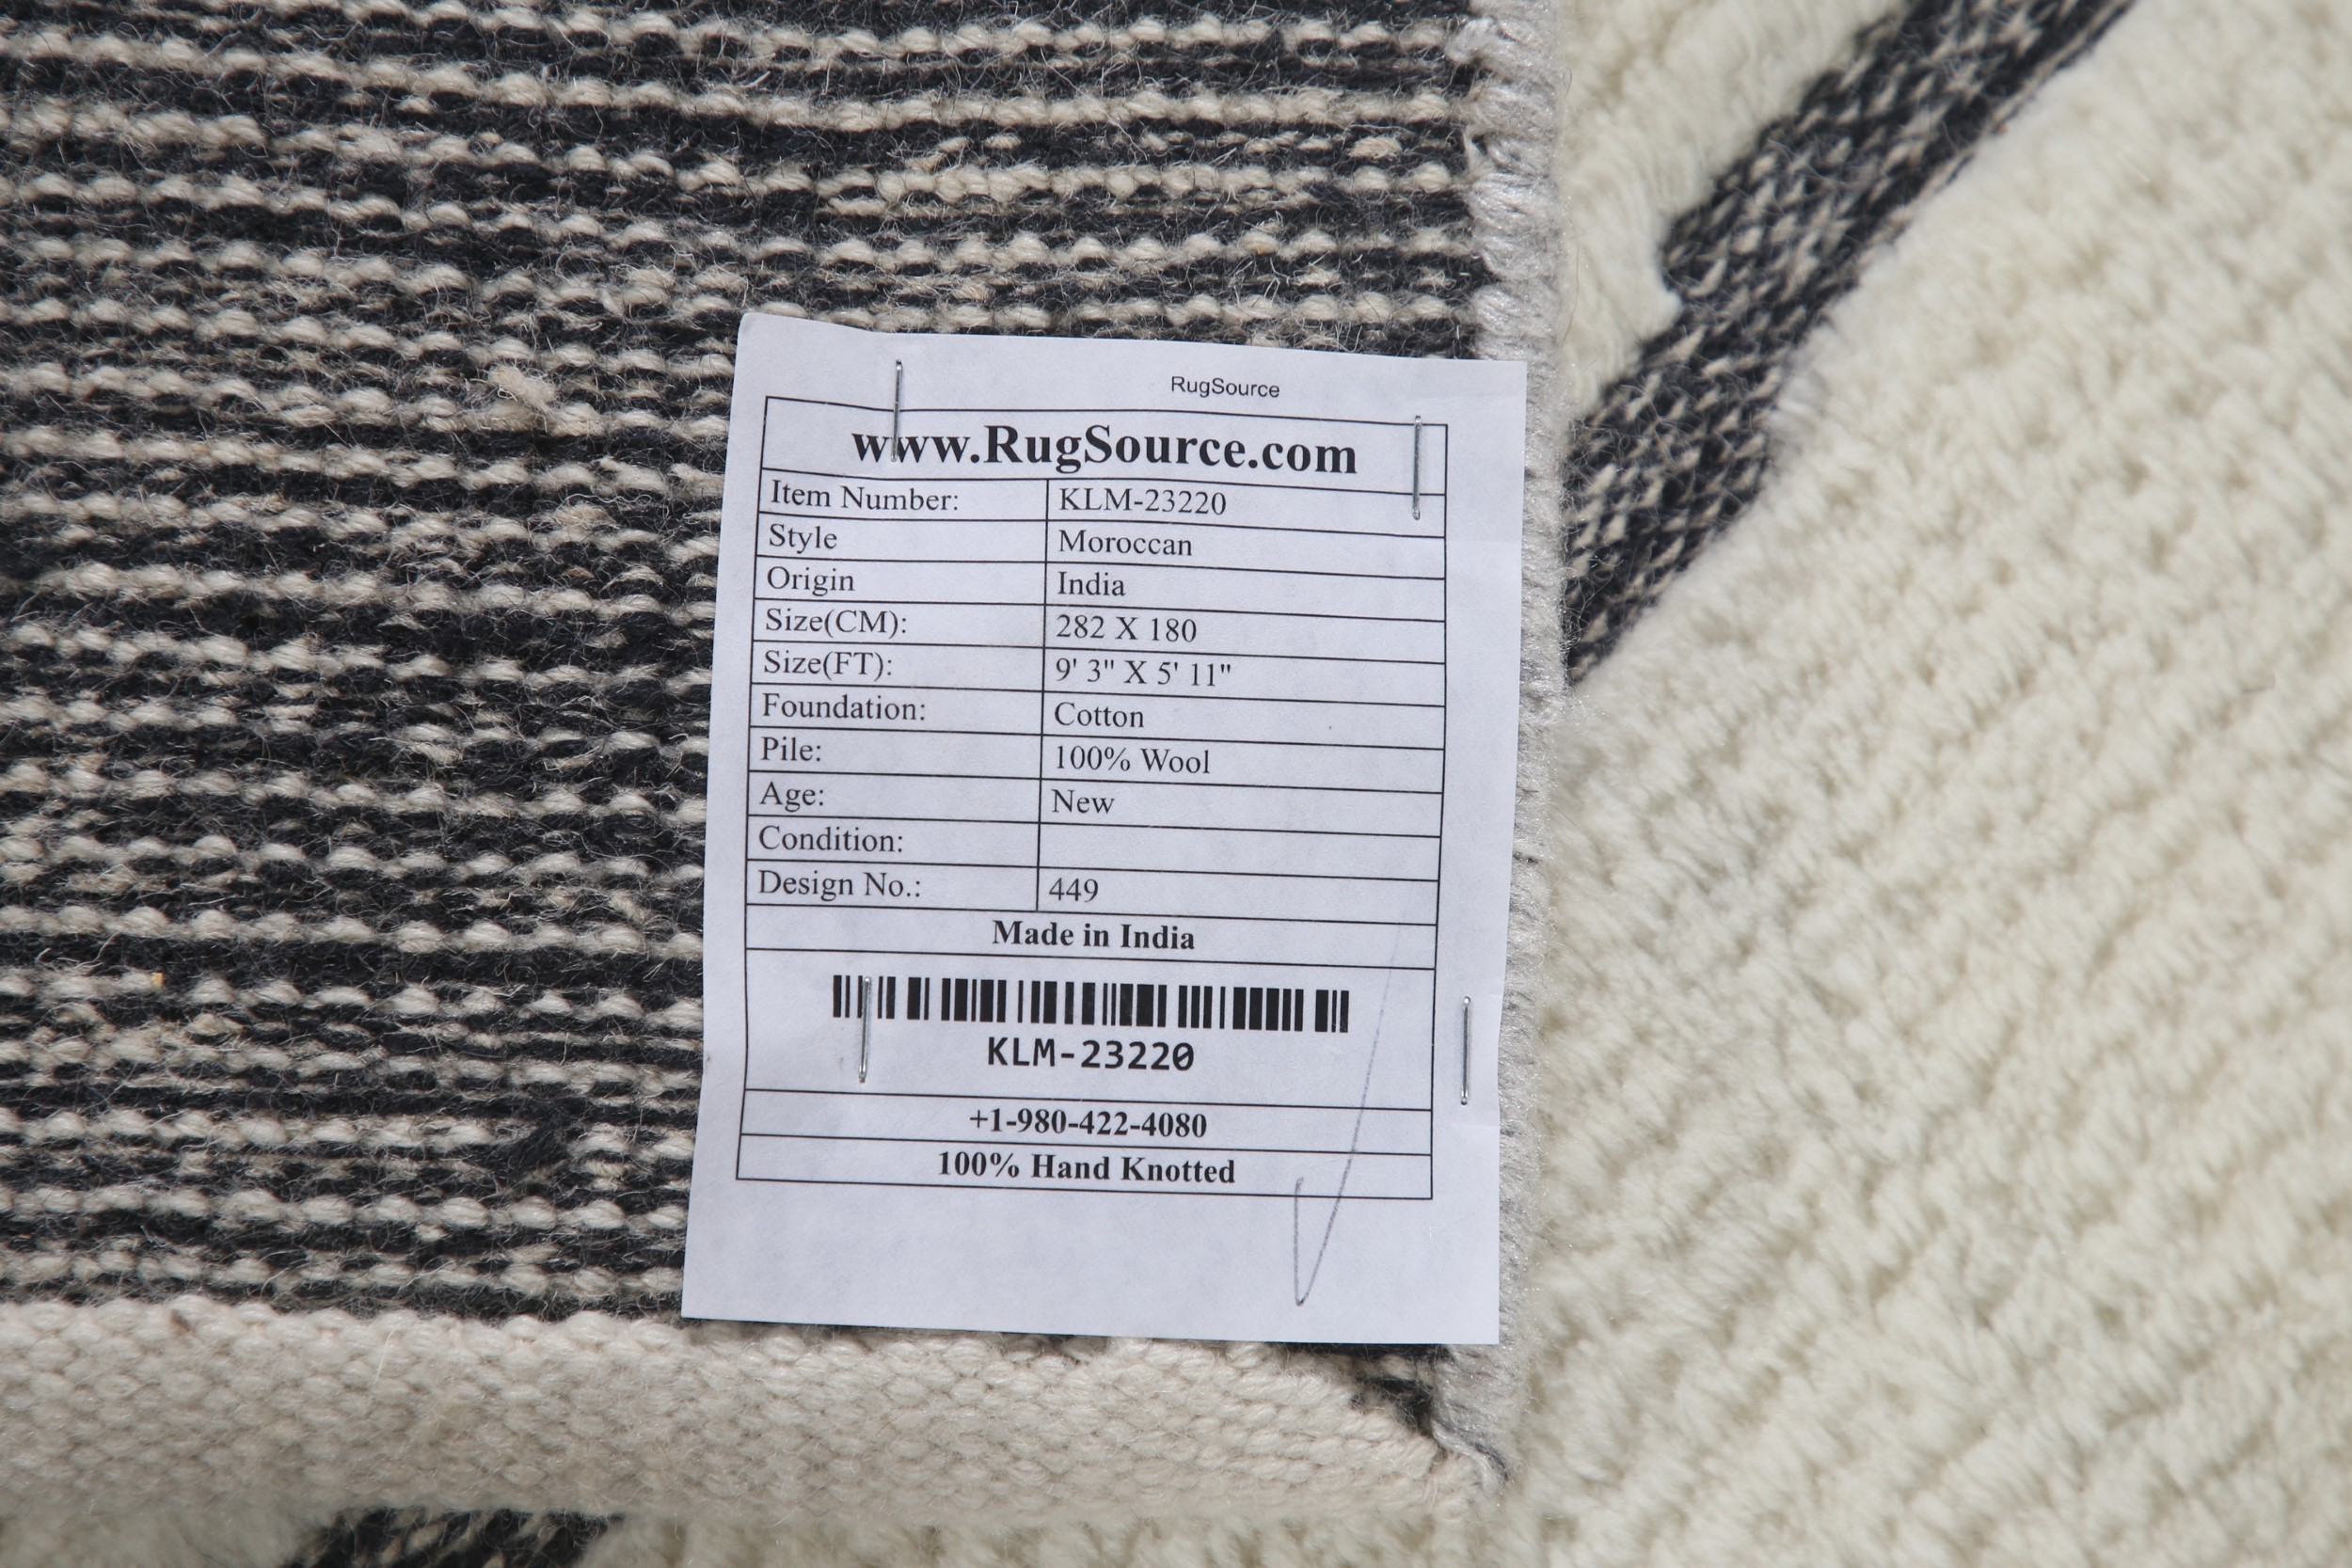 RugSource
www.RugSource.com
Item Number: KLM-23220
Style Moroccan
Origin India
Size(CM): 282 X 180
Size(FT): 9' 3" X 5' 11"
Foundation: Cotton
Pile: 100% Wool
Age: New
Condition:
Design No.: 449
Made in India
KLM-23220
+1-980-422-4080
100% Hand Knotted